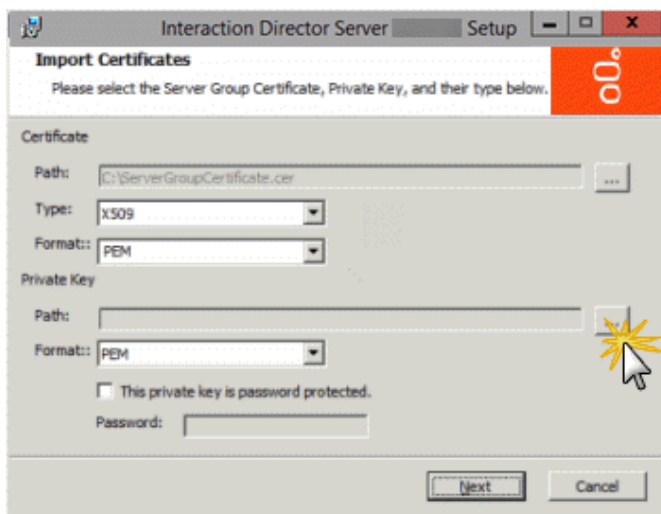 Interaction Director Server Setup
Import Certificates
Please select the Server Group Certificate, Private Key, and their type below.
Certificate
Path: C:\ServerGroupCertificate.cer ...
Type: X509
Format:: PEM
Private Key
Path: ...
Format:: PEM
This private key is password protected.
Password:
Next Cancel